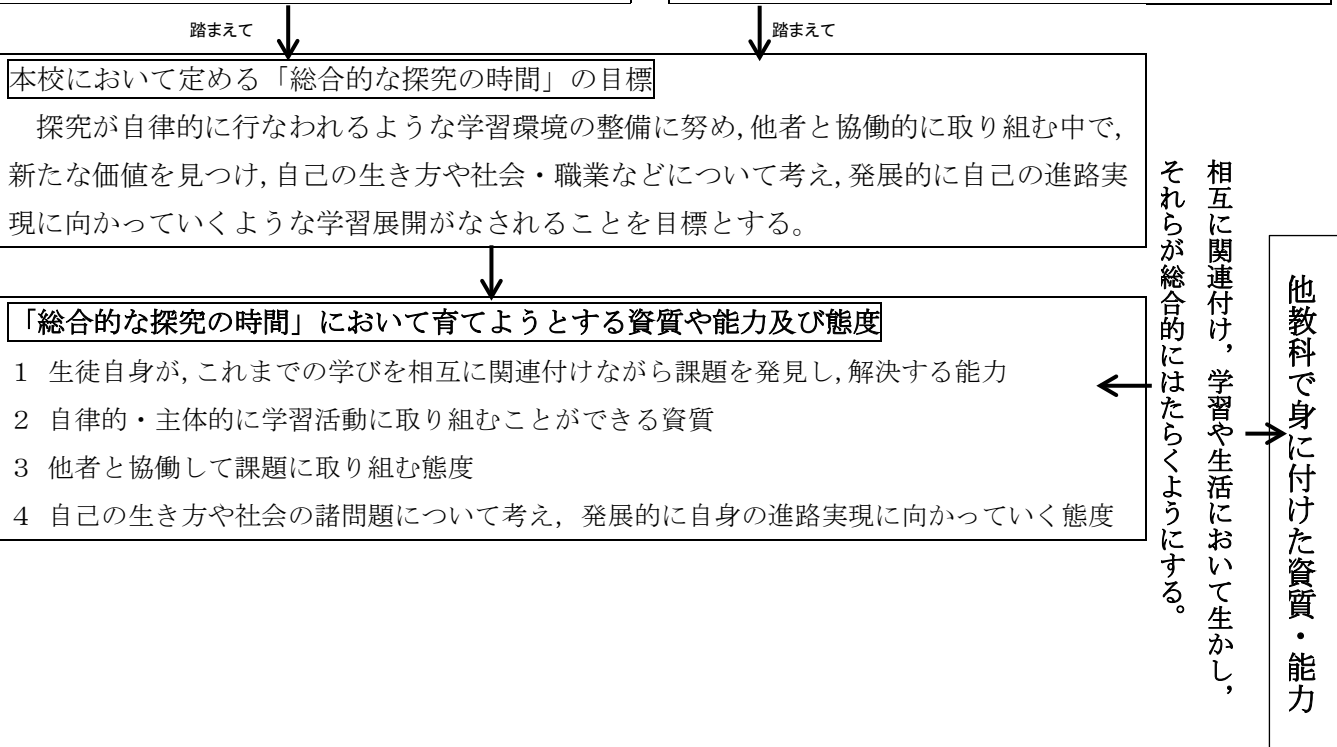 踏まえて
踏まえて
本校において定める「総合的な探究の時間」の目標
　探究が自律的に行なわれるような学習環境の整備に努め,他者と協働的に取り組む中で,
新たな価値を見つけ,自己の生き方や社会・職業などについて考え,発展的に自己の進路実
現に向かっていくような学習展開がなされることを目標とする。
「総合的な探究の時間」において育てようとする資質や能力及び態度
１ 生徒自身が,これまでの学びを相互に関連付けながら課題を発見し,解決する能力
２ 自律的・主体的に学習活動に取り組むことができる資質
３ 他者と協働して課題に取り組む態度
４ 自己の生き方や社会の諸問題について考え，発展的に自身の進路実現に向かっていく態度
相互に関連付け，学習や生活において生かし，
それらが総合的にはたらくようにする。
他教科で身に付けた資質・能力